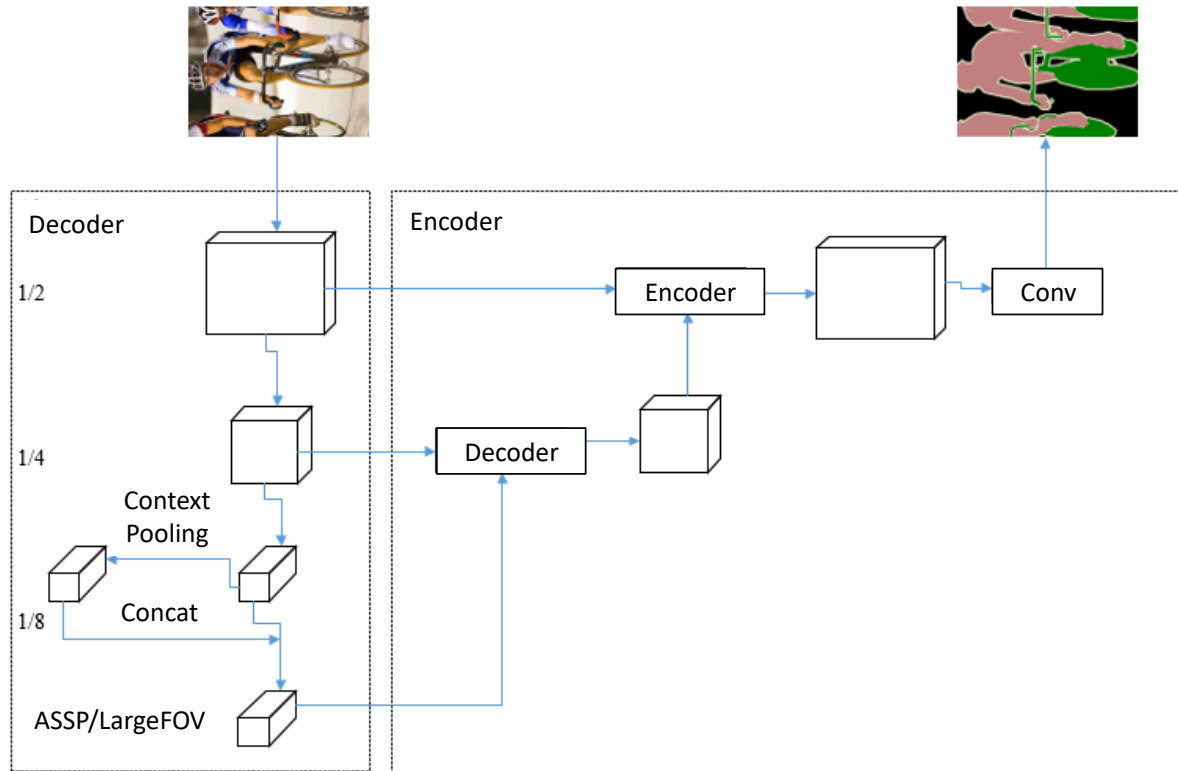 Decoder
Encoder
1/2
Encoder
Conv
1/4
Decoder
Context
Pooling
1/8
Concat
ASSP/LargeFOV